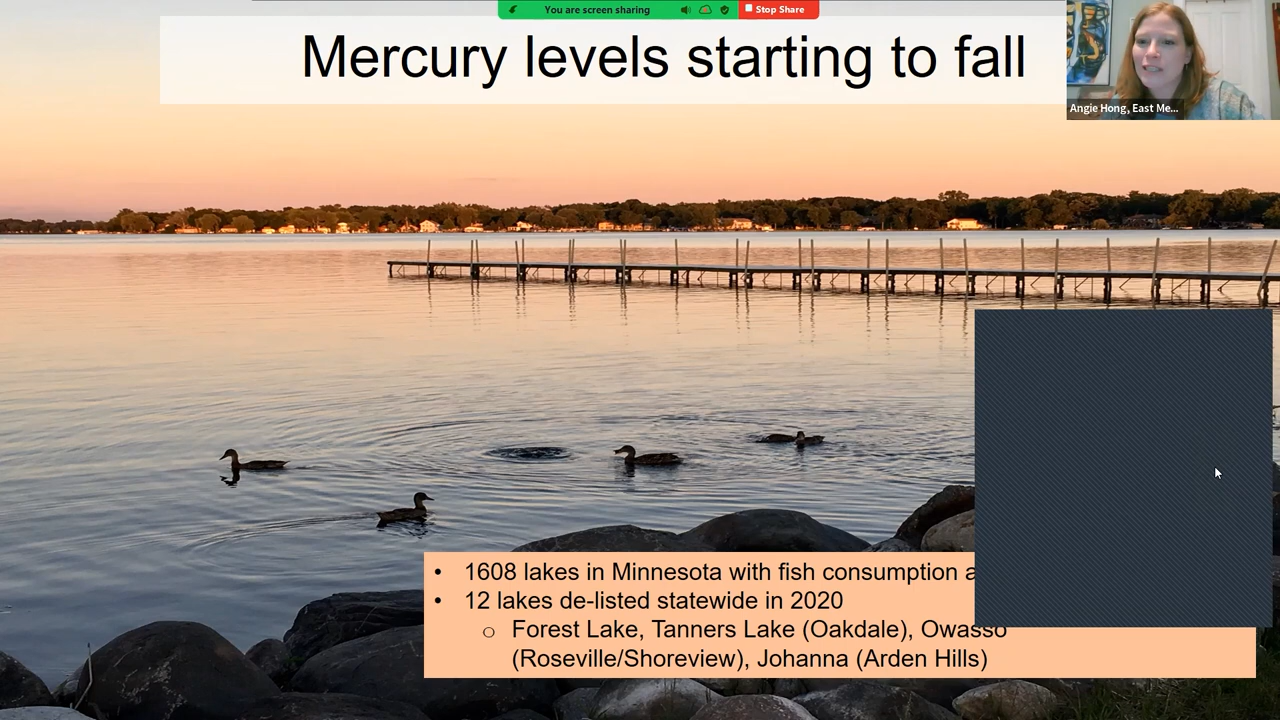 You are screen sharing
Stop Share
Mercury levels starting to fall
Angie Hong, East Me...
• 1608 lakes in Minnesota with fish consumption
• 12 lakes de-listed statewide in 2020
○ Forest Lake, Tanners Lake (Oakdale), Owasso
(Roseville/Shoreview), Johanna (Arden Hills)